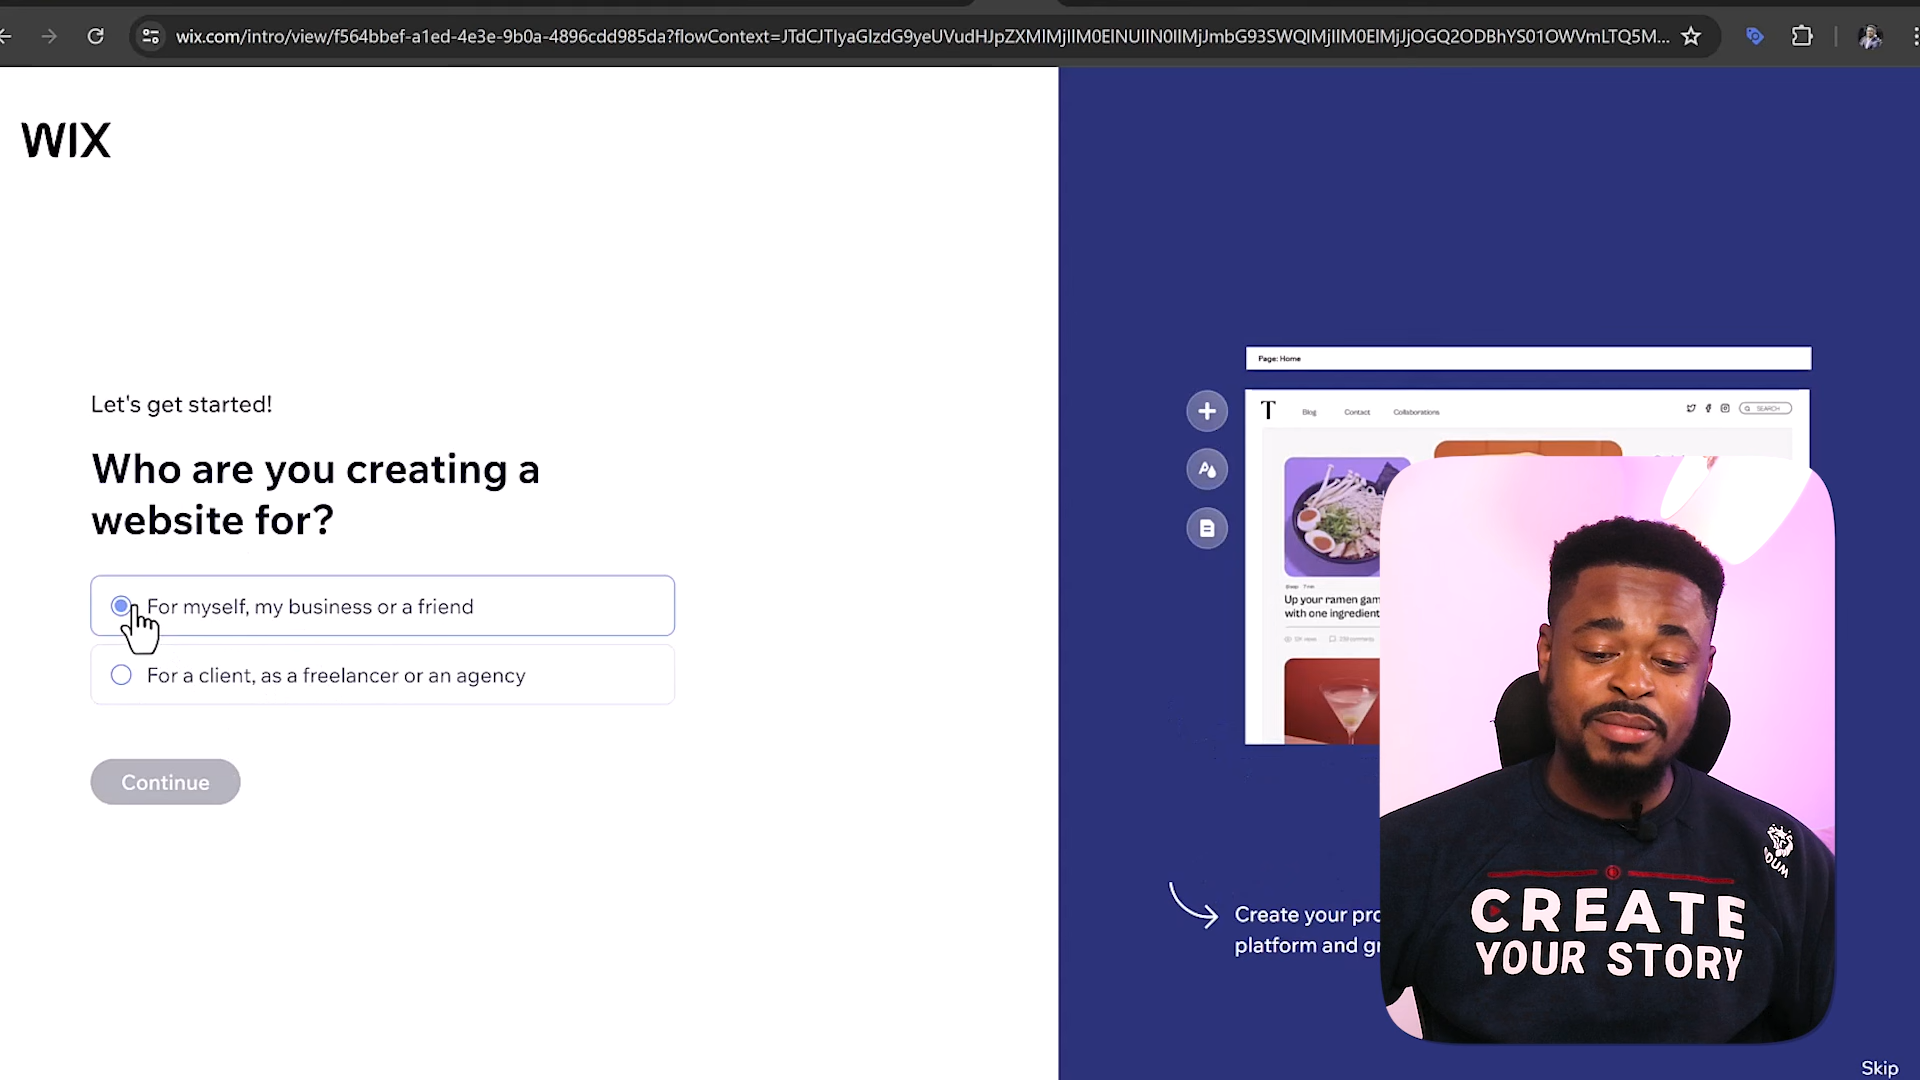 wix.com/intro/view/f564bbef-a1ed-4e3e-9b0a-4896cdd985da?flowContext=JTdCJTIyaGlzdG9yeUVudHJpZXMlMjIlM0ElNUIlN0IlMjJmbG93SWQlMjIlM0ElMjJjOGQ2ODBhYS01OWVmLTQ5M...
WIX
Let's get started!
Who are you creating a
website for?
For myself, my business or a friend
For a client, as a freelancer or an agency
Continue
Page: Home
T
Blog
Contact
Collaborations
SEARCH
Up your ramen gam
with one ingredient
Create your pro
platform and gr
CREATE
YOUR STORY
Skip